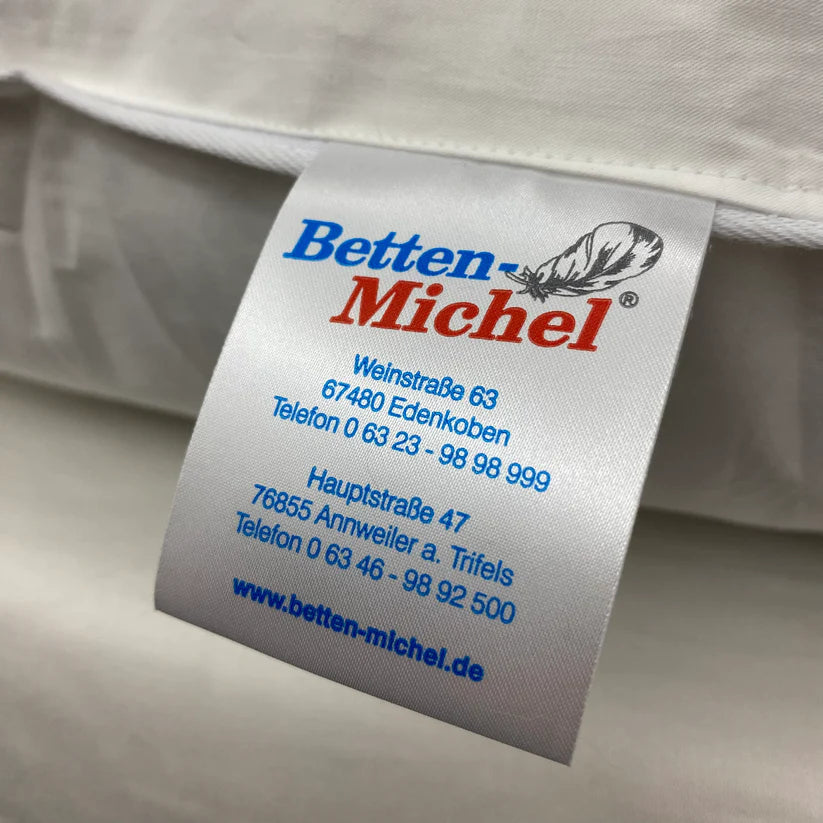 Betten-
Michel®
Weinstraße 63
67480 Edenkoben
Telefon 0 63 23 - 98 98 999
Hauptstraße 47
76855 Annweiler a. Trifels
Telefon 0 63 46 - 98 92 500
www.betten-michel.de